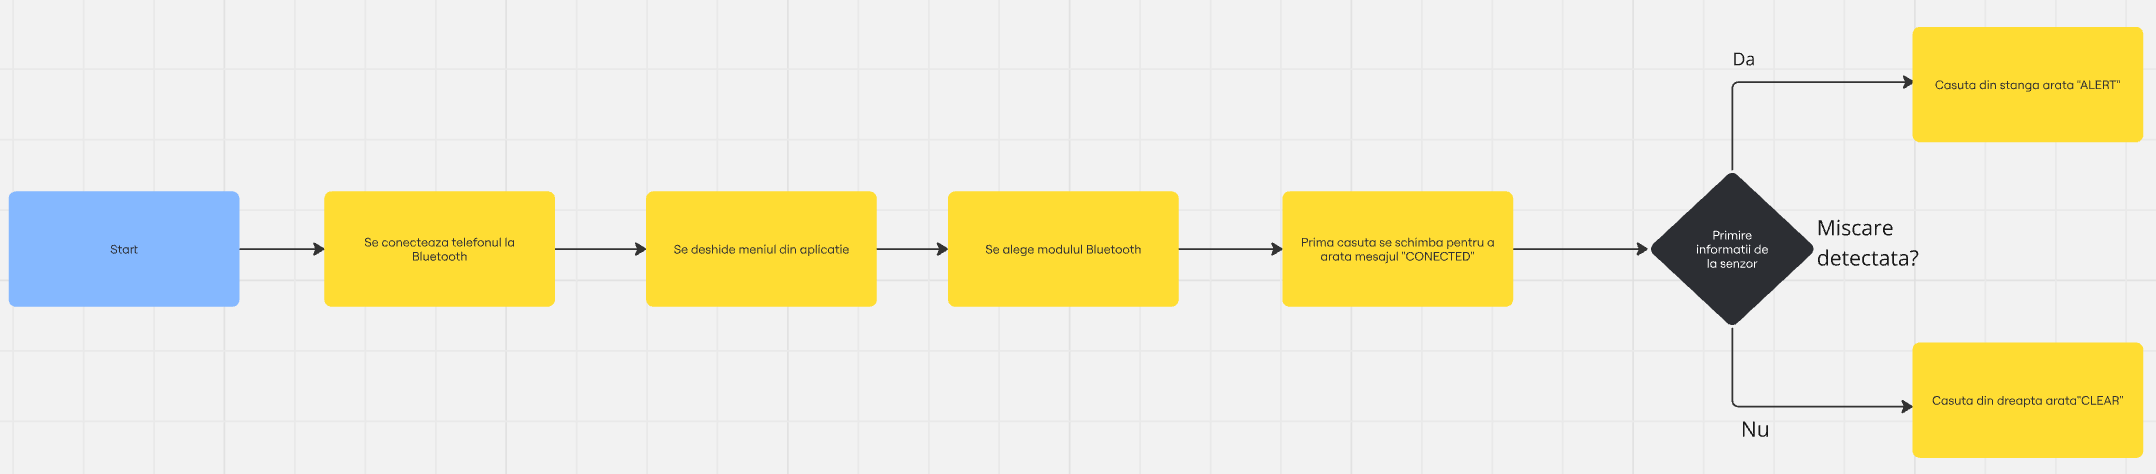 Start
Se conecteaza telefonul la
Bluetooth
Se deshide meniul din aplicatie
Se alege modulul Bluetooth
Prima casuta se schimba pentru a
arata mesajul "CONECTED"
Primire
informatii de
la senzor
Miscare
detectata?
Da
Casuta din stanga arata "ALERT"
Nu
Casuta din dreapta arata"CLEAR"